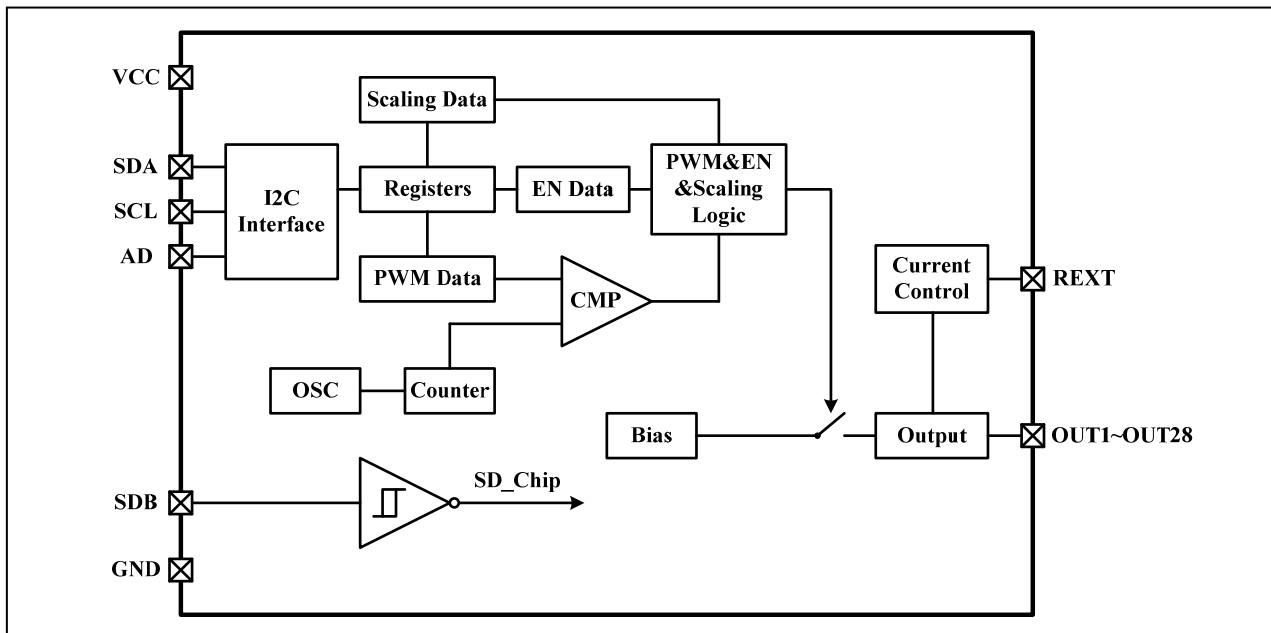 VCC
Scaling Data
SDA
SCL
AD
I2C
Interface
Registers
EN Data
PWM&EN
&Scaling
Logic
PWM Data
CMP
Current
Control
REXT
OSC
Counter
Bias
Output
OUT1~OUT28
SDB
SD_Chip
GND